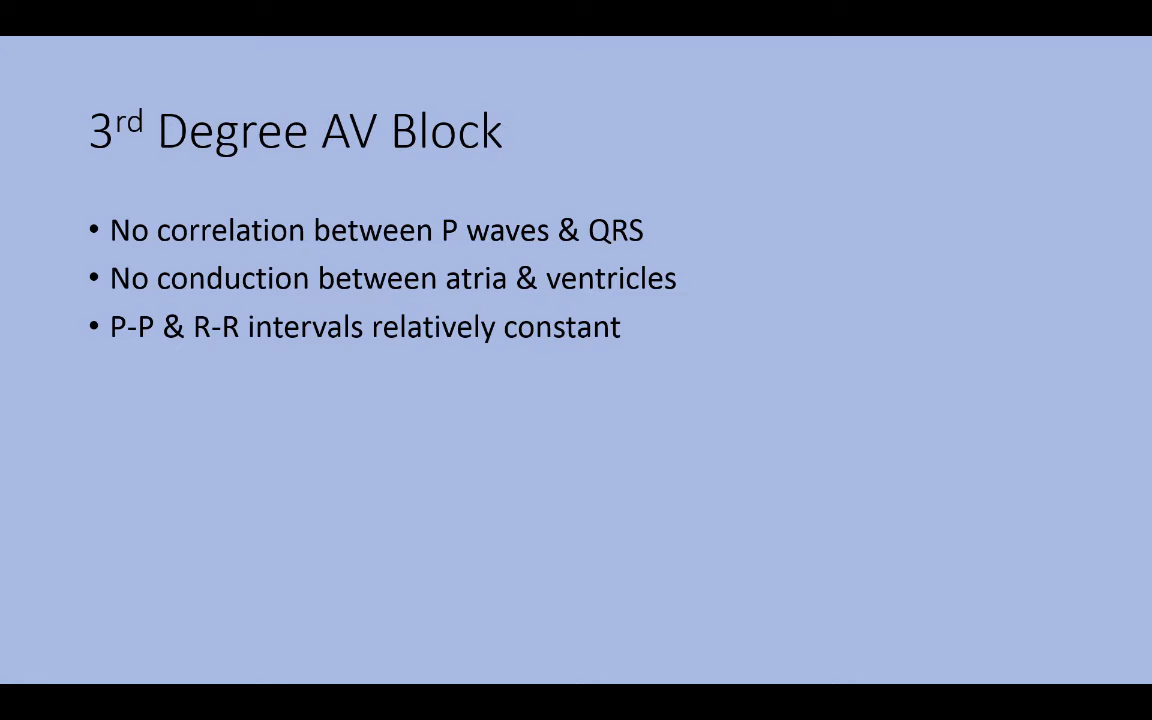 3rd Degree AV Block
• No correlation between P waves & QRS
• No conduction between atria & ventricles
• P-P & R-R intervals relatively constant